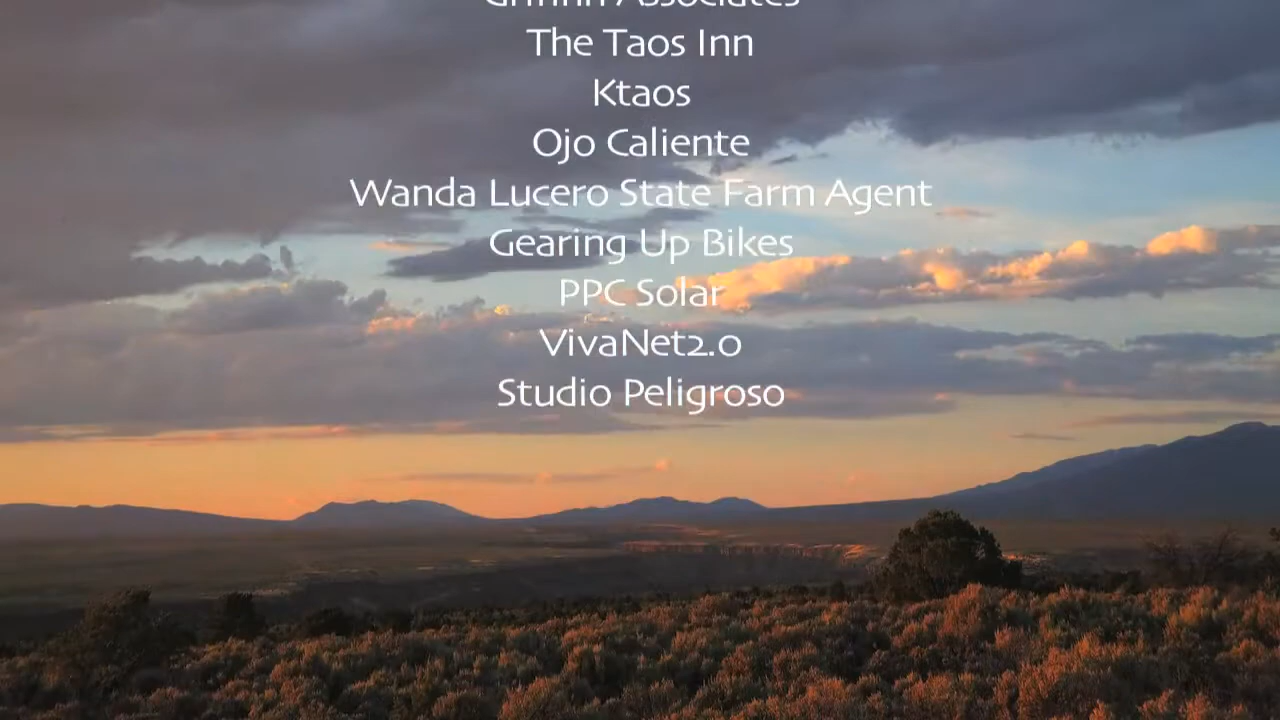 Associates
The Taos Inn
Ktaos
Ojo Caliente
Wanda Lucero State Farm Agent
Gearing Up Bikes
PPC Solar
VivaNet2.0
Studio Peligroso